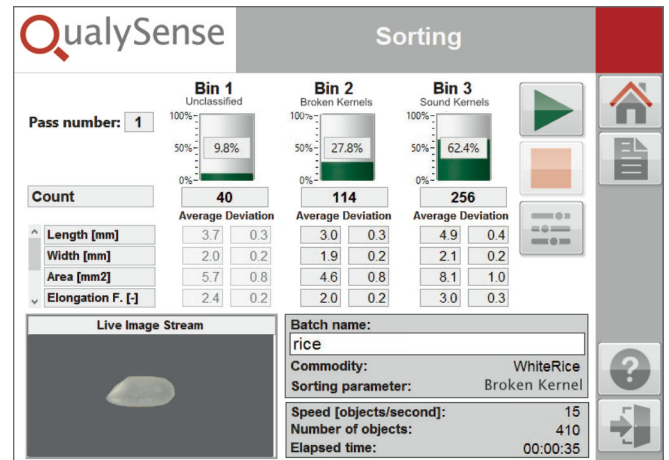 QualySense
Sorting
Bin 1 Bin 2 Bin 3
Unclassified Broken Kernels Sound Kernels
Pass number: 1
100% 100% 100%
50% 9.8% 50% 27.8% 50% 62.4%
0% 0% 0%
Count 40 114 256
Average Deviation Average Deviation Average Deviation
Length [mm] 3.7 0.3 3.0 0.3 4.9 0.4
Width [mm] 2.0 0.2 1.9 0.2 2.1 0.2
Area [mm2] 5.7 0.8 4.6 0.8 8.1 1.0
Elongation F. [-] 2.4 0.2 2.0 0.2 3.0 0.3
Live Image Stream
Batch name:
rice
Commodity: WhiteRice
Sorting parameter: Broken Kernel
Speed [objects/second]: 15
Number of objects: 410
Elapsed time: 00:00:35
?